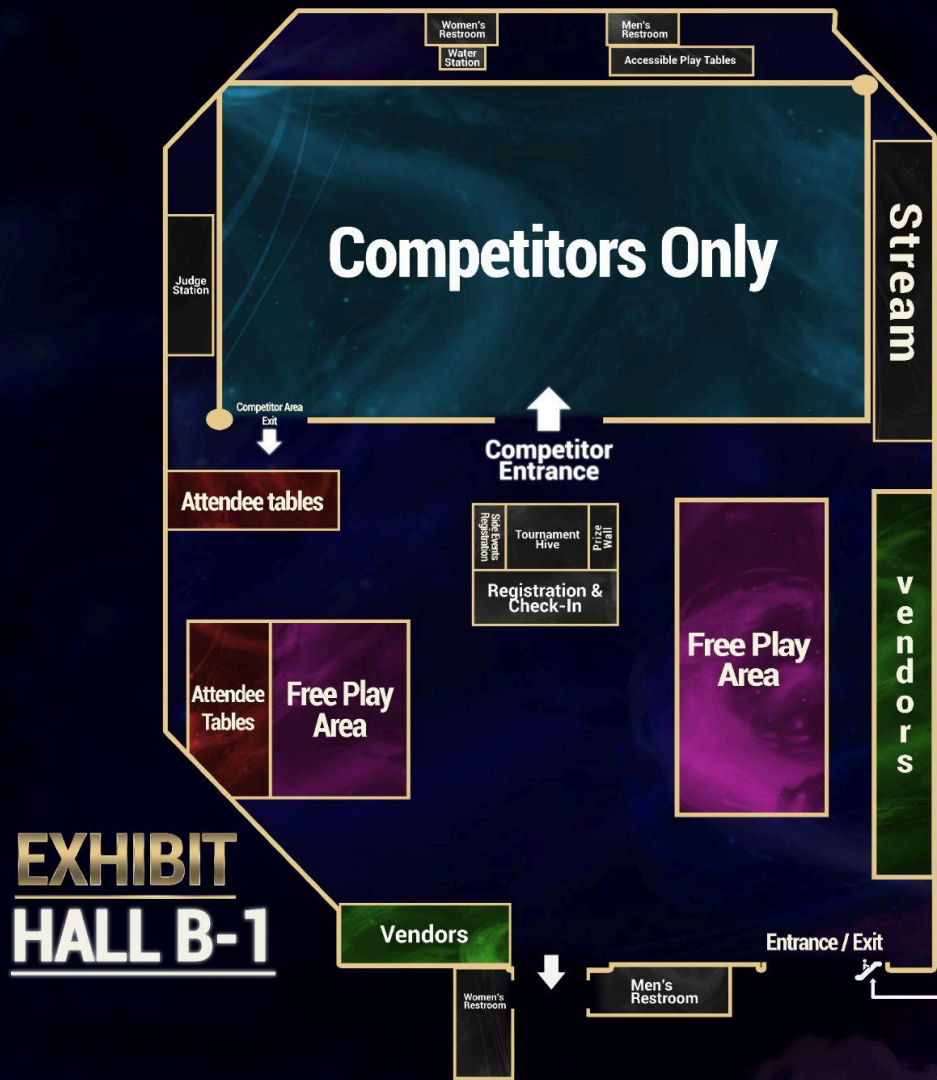 Women's
Restroom
Men's
Restroom
Water
Station
Accessible Play Tables
Competitors Only
Stream
Judge
Station
Competitor Area
Exit
Competitor
Entrance
Attendee tables
Side Events
Registration
Tournament
Hive
Prize
Wall
Registration &
Check-In
Free Play
Area
vendors
Attendee
Tables
Free Play
Area
EXHIBIT
HALL B-1
Vendors
Entrance / Exit
Women's
Restroom
Men's
Restroom